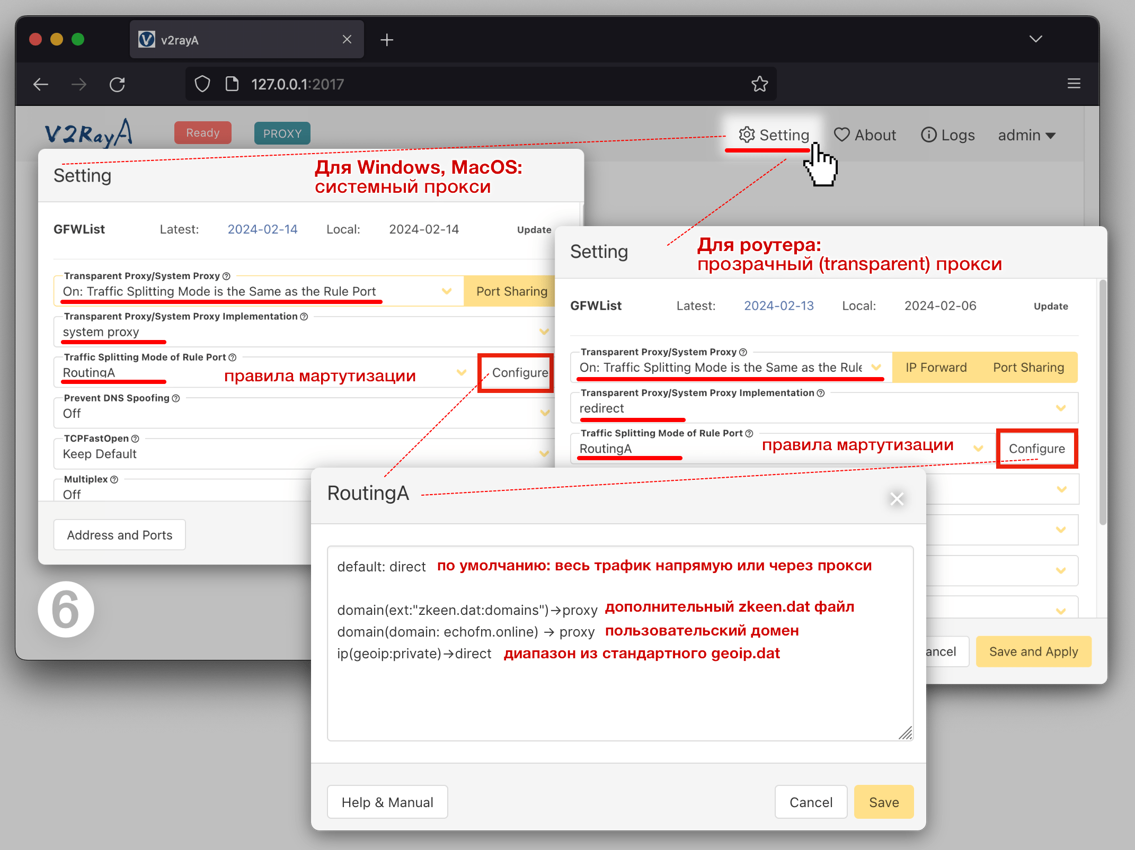 v2rayA
127.0.0.1:2017
V2RayA
Ready
PROXY
Setting
About
Logs
admin
Setting
Для Windows, MacOS:
системный прокси
GFWList
Latest:
2024-02-14
Local:
2024-02-14
Update
Transparent Proxy/System Proxy
On: Traffic Splitting Mode is the Same as the Rule Port
Port Sharing
Transparent Proxy/System Proxy Implementation
system proxy
Traffic Splitting Mode of Rule Port
RoutingA
правила мартутизации
Configure
Prevent DNS Spoofing
Off
TCPFastOpen
Keep Default
Multiplex
Off
Address and Ports
Setting
Для роутера:
прозрачный (transparent) прокси
GFWList
Latest:
2024-02-13
Local:
2024-02-06
Update
Transparent Proxy/System Proxy
On: Traffic Splitting Mode is the Same as the Rule
IP Forward
Port Sharing
Transparent Proxy/System Proxy Implementation
redirect
Traffic Splitting Mode of Rule Port
RoutingA
правила мартутизации
Configure
ancel
Save and Apply
6
RoutingA
default: direct по умолчанию: весь трафик напрямую или через прокси
domain(ext:"zkeen.dat:domains")->proxy дополнительный zkeen.dat файл
domain(domain: echofm.online) -> proxy пользовательский домен
ip(geoip:private)->direct диапазон из стандартного geoip.dat
Help & Manual
Cancel
Save